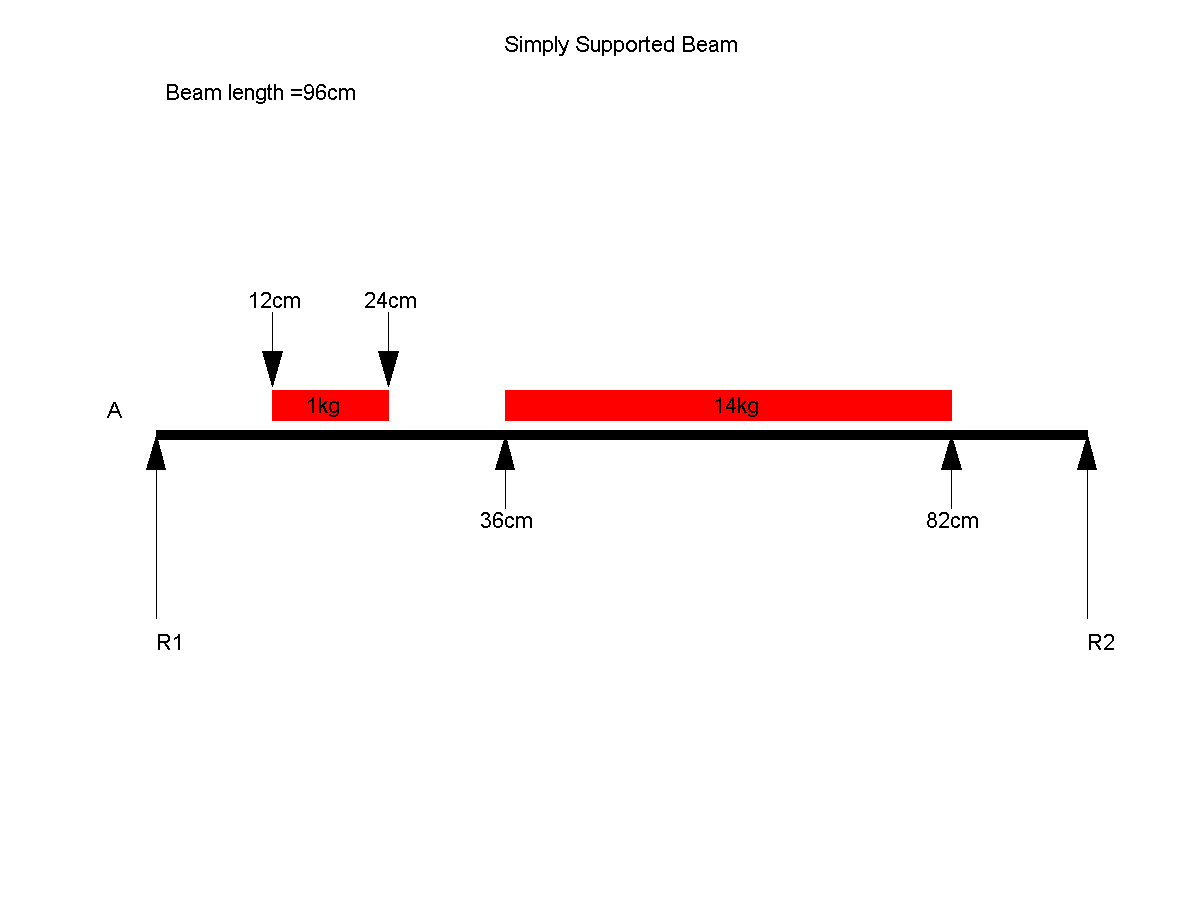 Simply Supported Beam
Beam length =96cm
12cm
24cm
1kg
14kg
A
36cm
82cm
R1
R2